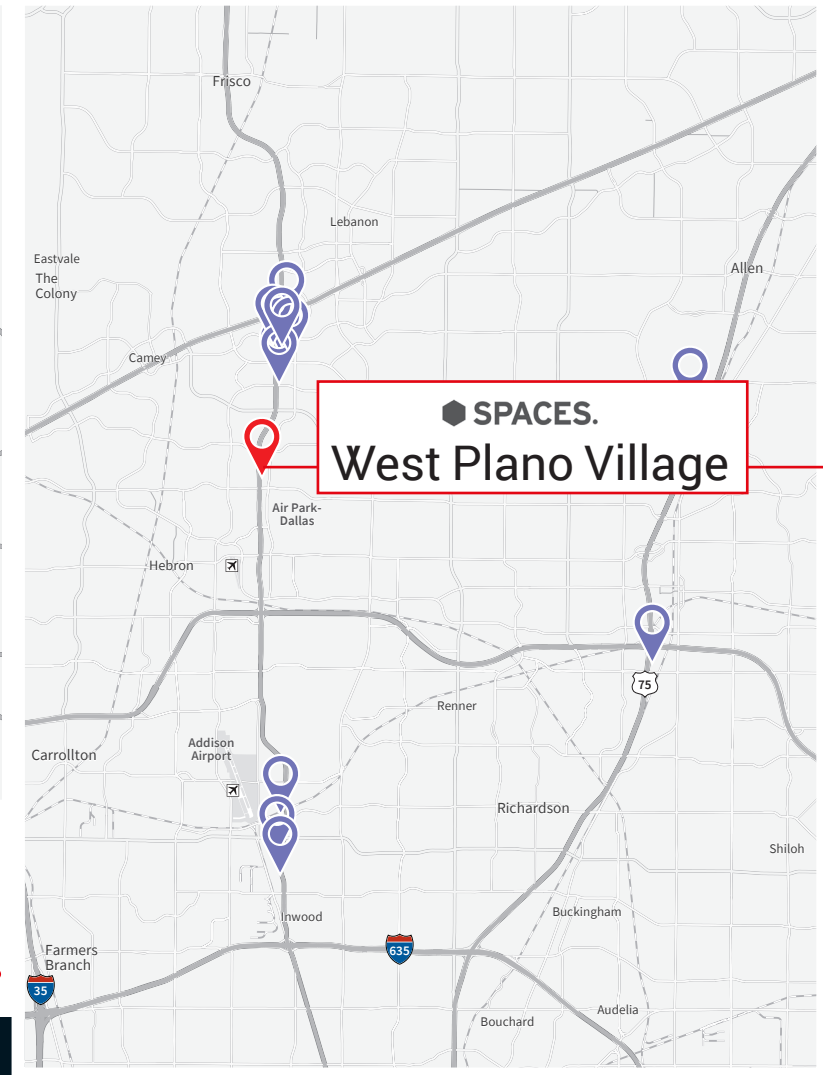 Frisco
Lebanon
Eastvale
The
Colony
Allen
Camey
SPACES.
West Plano Village
Air Park-
Dallas
Hebron
75
Renner
Addison
Airport
Carrollton
Richardson
Shiloh
Buckingham
Inwood
635
Farmers
Branch
35
Audelia
Bouchard